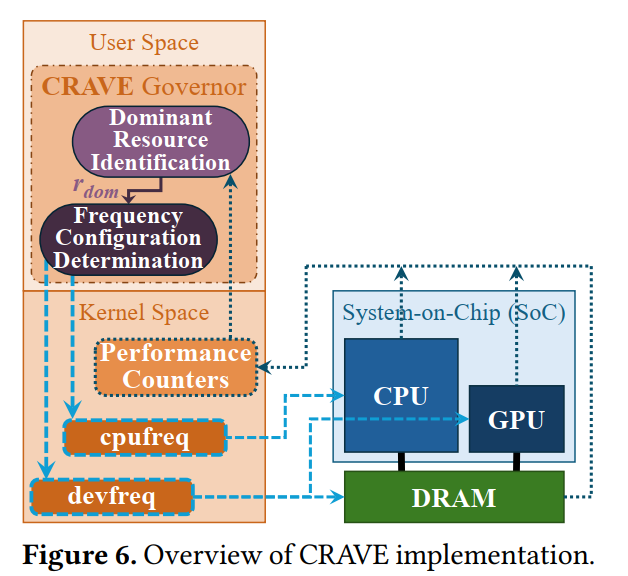 User Space
CRAVE Governor
Dominant
Resource
Identification
r_dom
Frequency
Configuration
Determination
Kernel Space
Performance
Counters
cpufreq
devfreq
System-on-Chip (SoC)
CPU
GPU
DRAM
Figure 6. Overview of CRAVE implementation.